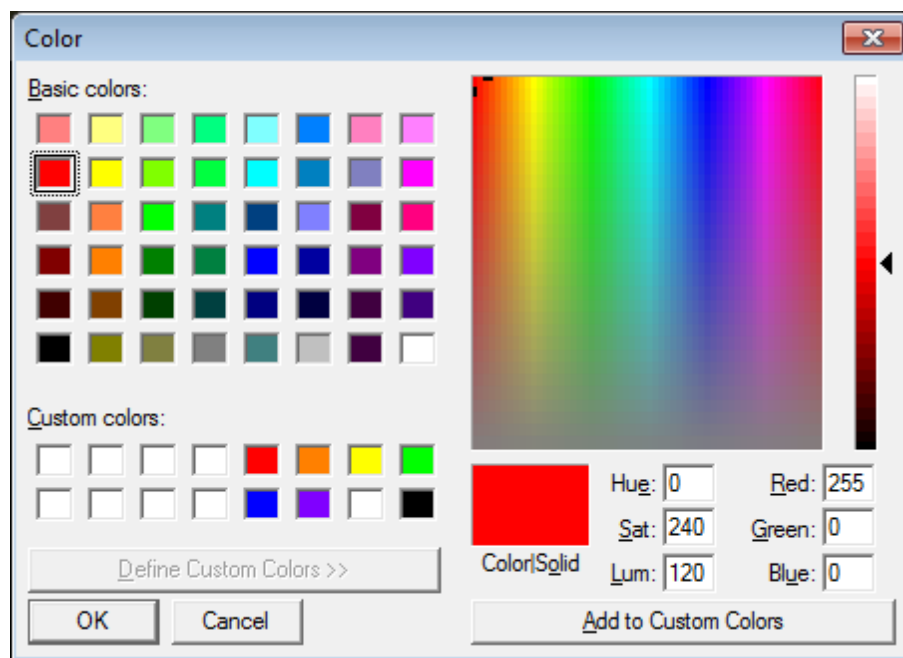 Color
Basic colors:
Custom colors:
Define Custom Colors >>
OK
Cancel
Color|Solid
Hue: 0
Sat: 240
Lum: 120
Red: 255
Green: 0
Blue: 0
Add to Custom Colors